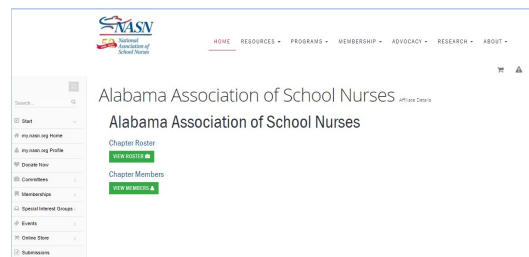 NASN
National
Association of
School Nurses
HOME RESOURCES PROGRAMS MEMBERSHIP ADVOCACY RESEARCH ABOUT
Search...
Start
my.nasn.org Home
my.nasn.org Profile
Donate Now
Committees
Memberships
Special Interest Groups
Events
Online Store
Submissions
Alabama Association of School Nurses Affiliate Details
Alabama Association of School Nurses
Chapter Roster
VIEW ROSTER
Chapter Members
VIEW MEMBERS